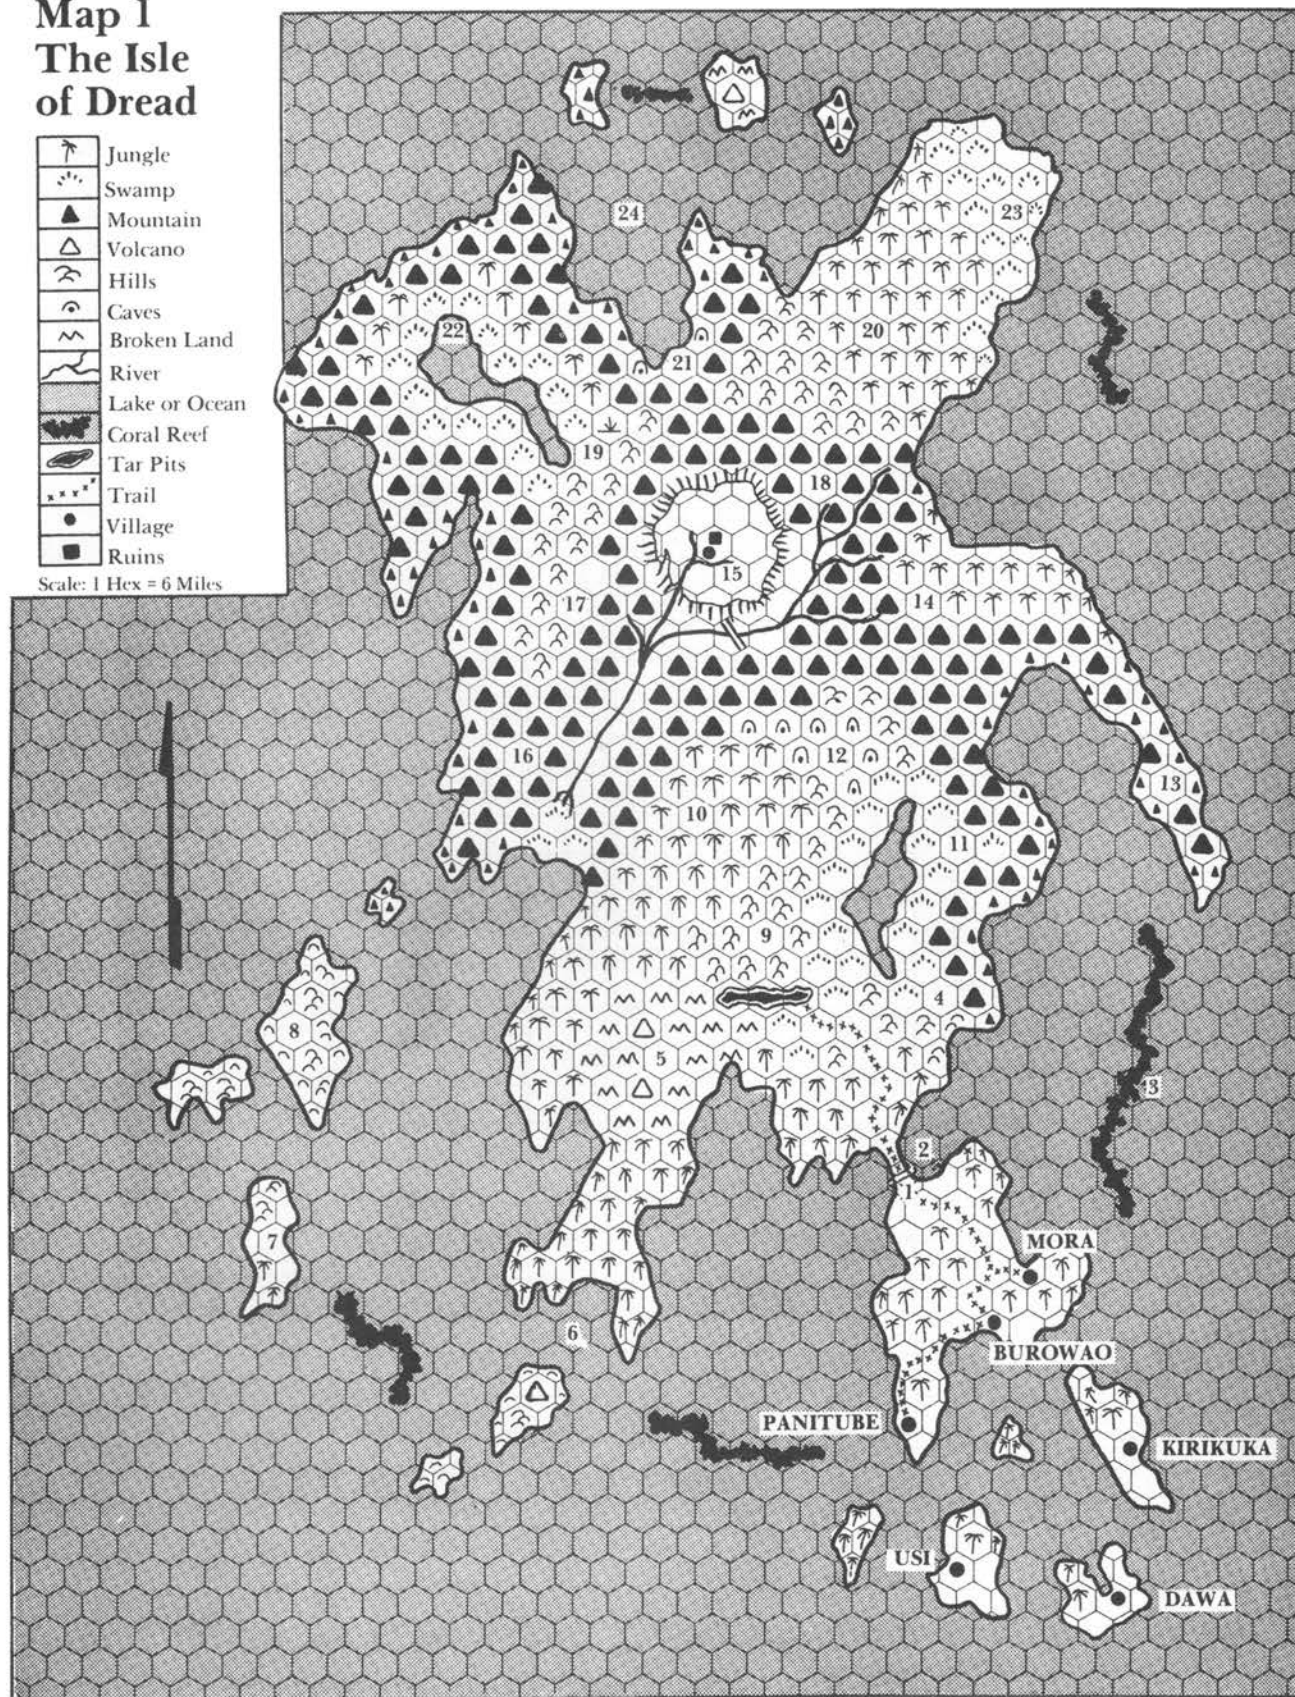 Map 1
The Isle
of Dread
Jungle
Swamp
Mountain
Volcano
Hills
Caves
Broken Land
River
Lake or Ocean
Coral Reef
Tar Pits
Trail
Village
Ruins
Scale: 1 Hex = 6 Miles
24
23
22
20
21
19
18
15
17
14
16
12
13
10
11
9
4
8
5
3
2
1
7
MORA
6
BUROWAO
PANITUBE
KIRIKUKA
USI
DAWA